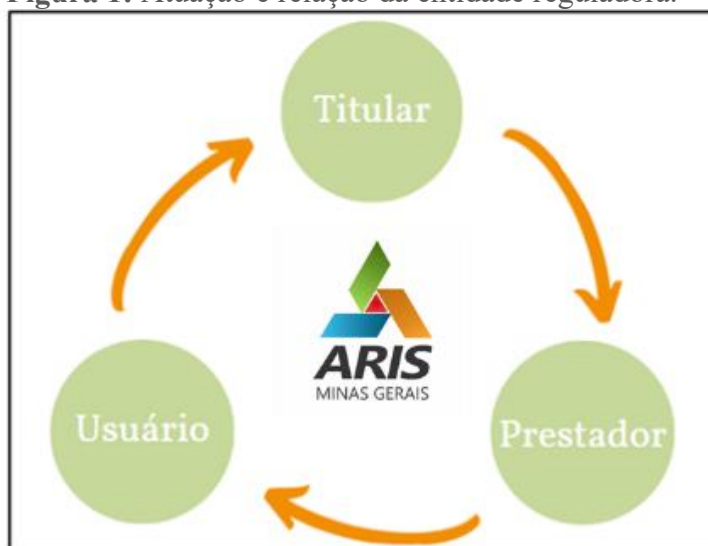 Figura 1. Atuação e relação da entidade reguladora.
Titular
ARIS
MINAS GERAIS
Usuário
Prestador